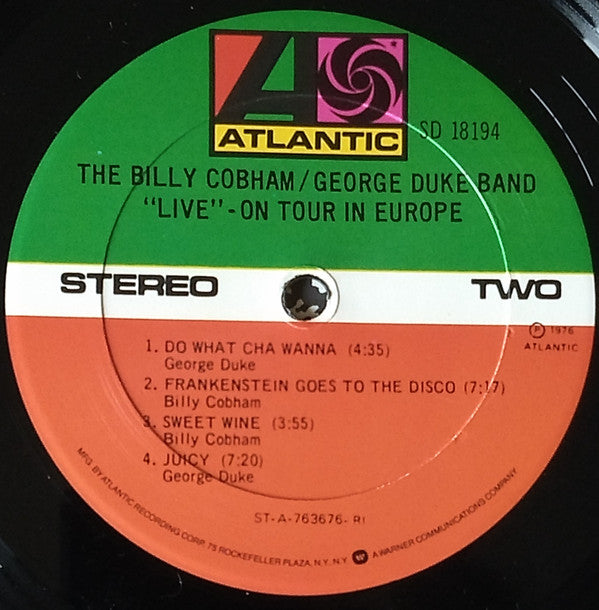 A
ATLANTIC
SD 18194
THE BILLY COBHAM/GEORGE DUKE BAND
"LIVE"-ON TOUR IN EUROPE
STEREO
TWO
℗ 1976
ATLANTIC
1. DO WHAT CHA WANNA (4:35)
George Duke
2. FRANKENSTEIN GOES TO THE DISCO (7:17)
Billy Cobham
3. SWEET WINE (3:55)
Billy Cobham
4. JUICY (7:20)
George Duke
ST-A-763676-RI
MFG. BY ATLANTIC RECORDING CORP. 75 ROCKEFELLER PLAZA, N.Y. N.Y. W A WARNER COMMUNICATIONS COMPANY